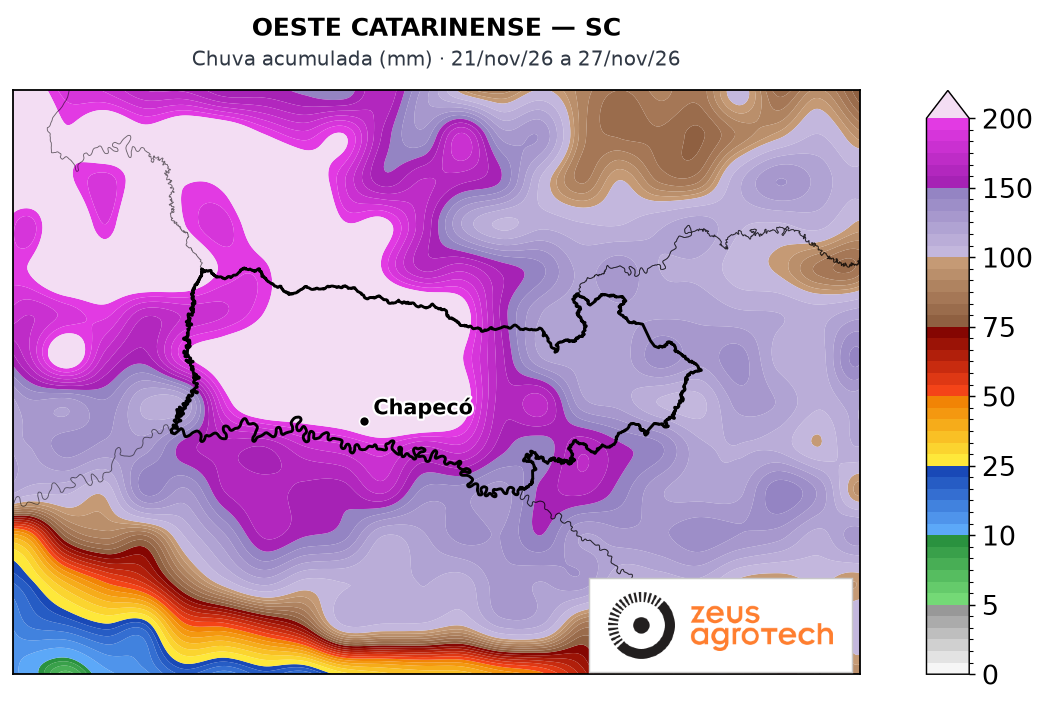 OESTE CATARINENSE — SC
Chuva acumulada (mm) · 21/nov/26 a 27/nov/26
200
150
100
75
50
25
10
5
0
Chapecó
zeus
agrotech